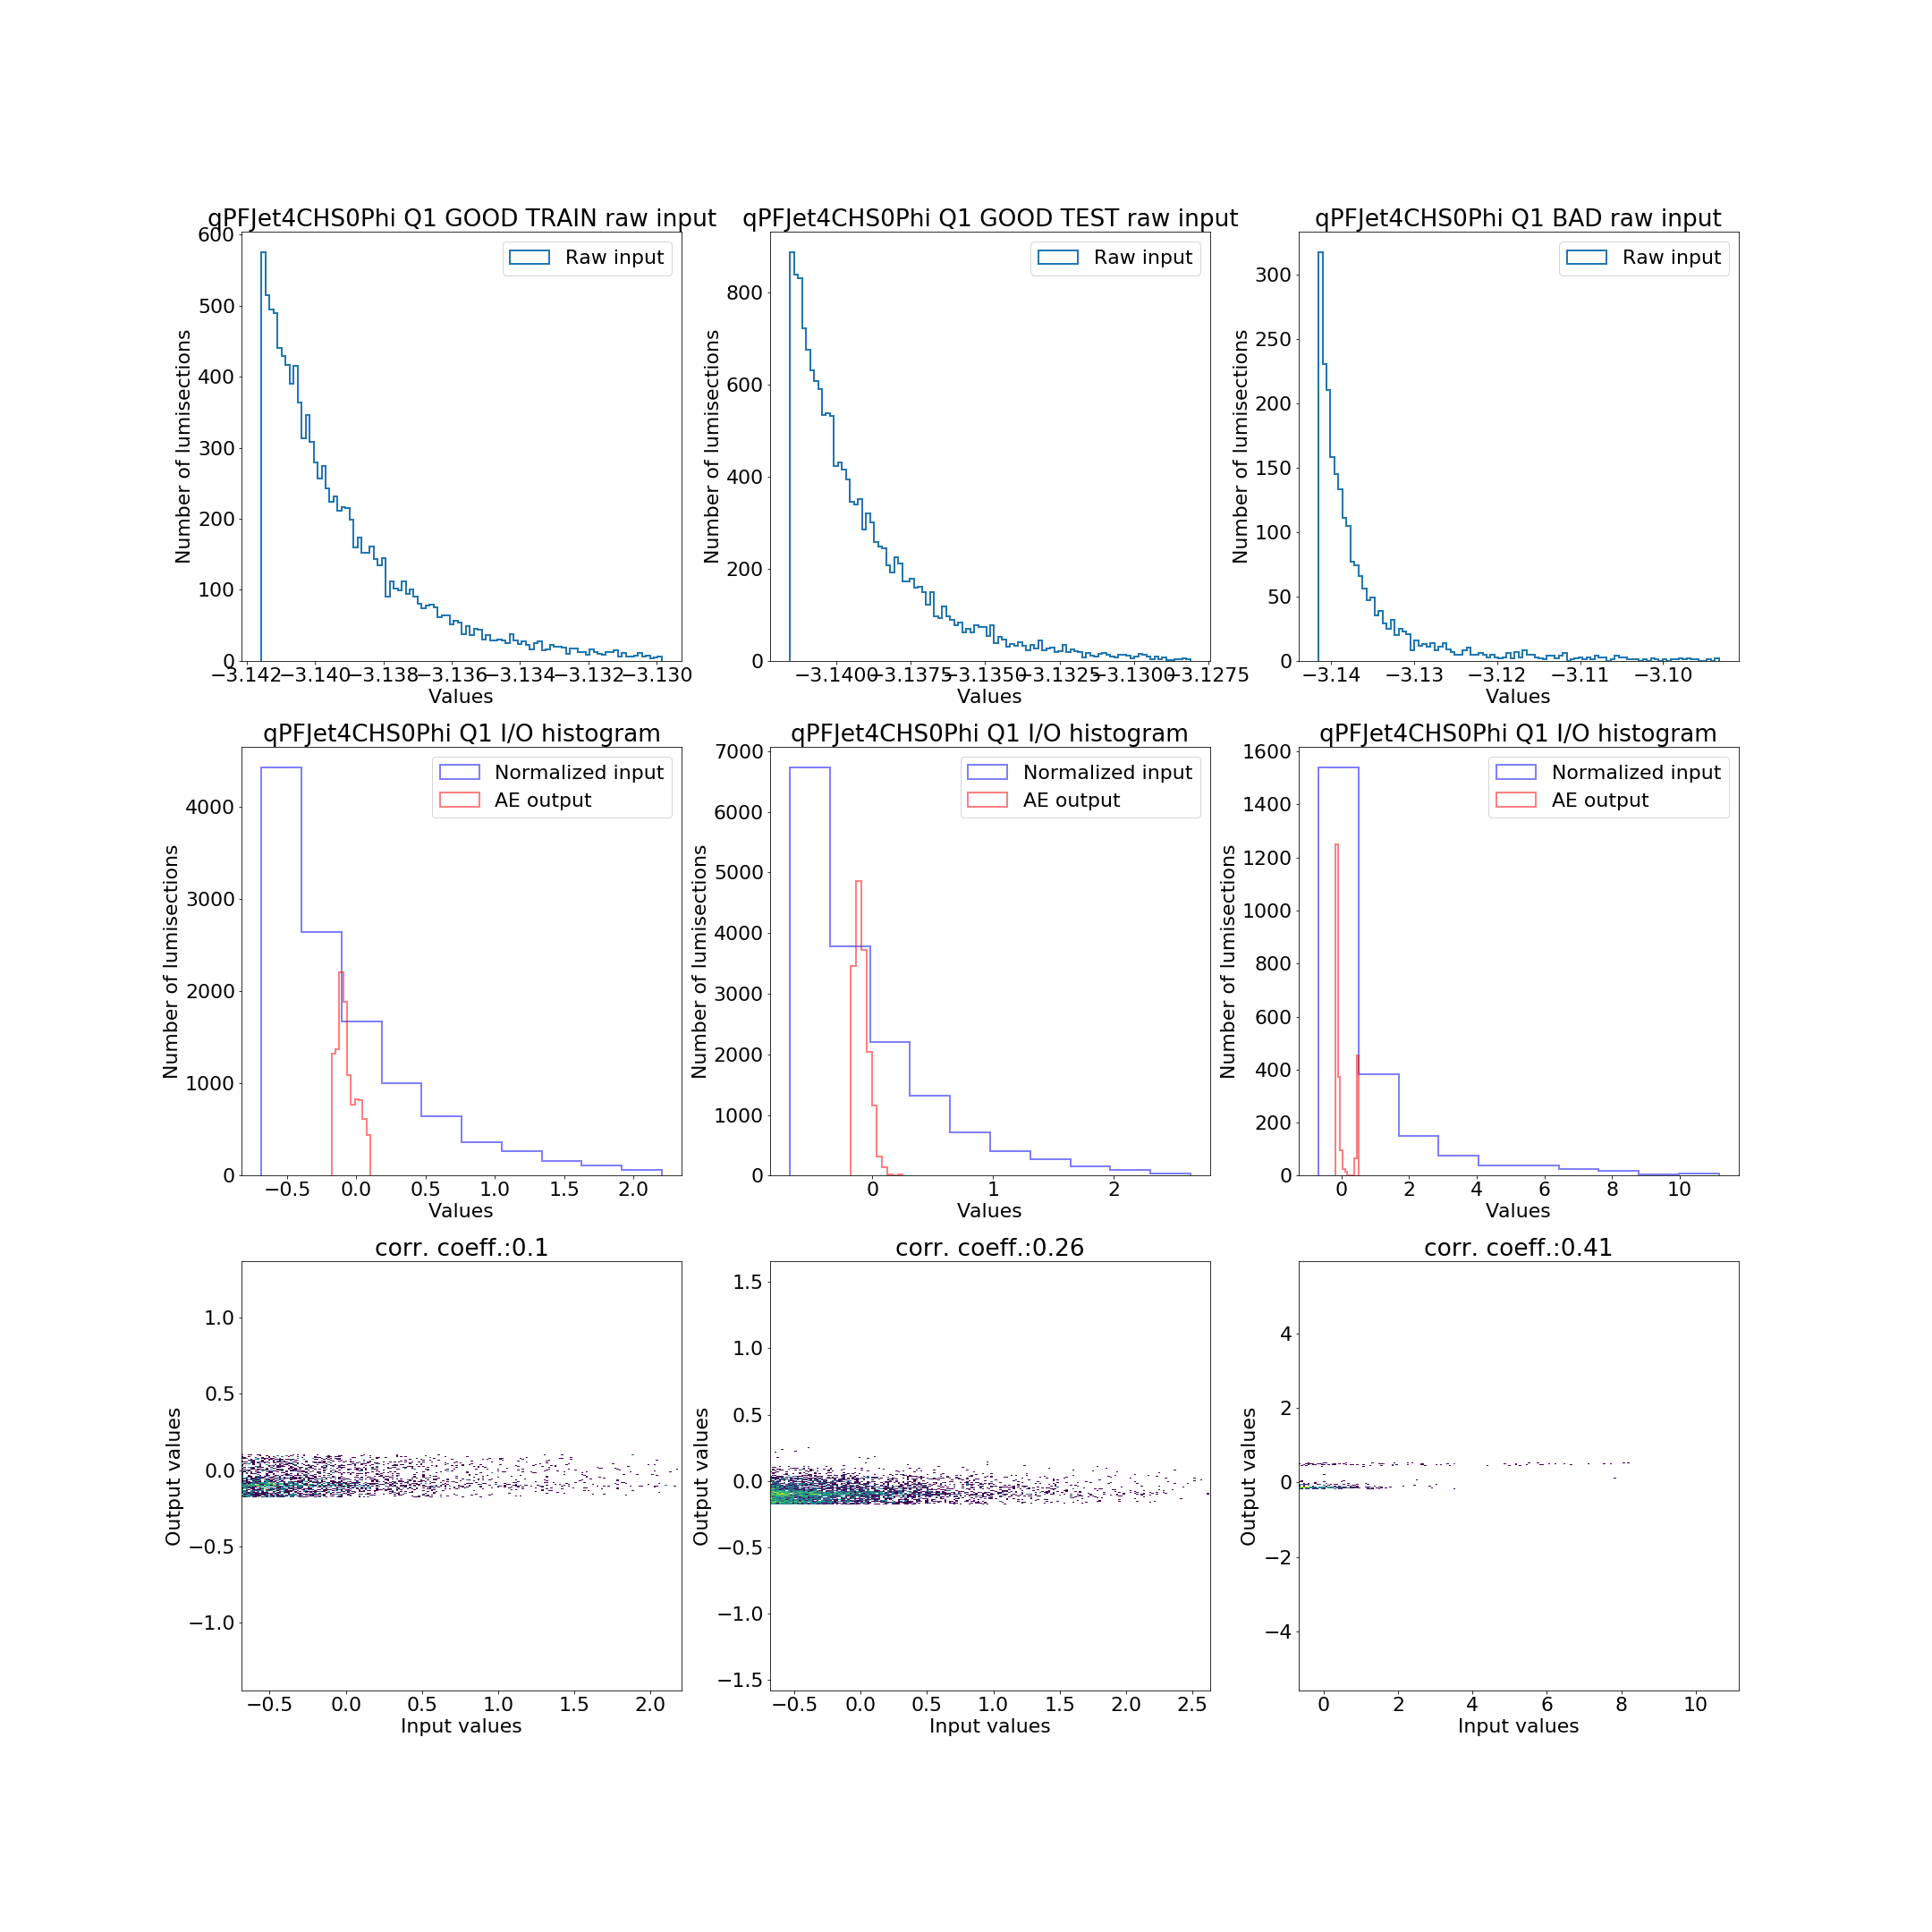 qPFJet4CHS0Phi Q1 GOOD TRAIN raw input
qPFJet4CHS0Phi Q1 GOOD TEST raw input
qPFJet4CHS0Phi Q1 BAD raw input
Number of lumisections
600
500
400
300
200
100
0
Raw input
−3.142 −3.140 −3.138 −3.136 −3.134 −3.132 −3.130
Values
Number of lumisections
800
600
400
200
0
Raw input
−3.1400 −3.1375 −3.1350 −3.1325 −3.1300 −3.1275
Values
Number of lumisections
300
250
200
150
100
50
0
Raw input
−3.14 −3.13 −3.12 −3.11 −3.10
Values
qPFJet4CHS0Phi Q1 I/O histogram
qPFJet4CHS0Phi Q1 I/O histogram
qPFJet4CHS0Phi Q1 I/O histogram
Number of lumisections
4000
3000
2000
1000
0
Normalized input
AE output
−0.5 0.0 0.5 1.0 1.5 2.0
Values
Number of lumisections
7000
6000
5000
4000
3000
2000
1000
0
Normalized input
AE output
0 1 2
Values
Number of lumisections
1600
1400
1200
1000
800
600
400
200
0
Normalized input
AE output
0 2 4 6 8 10
Values
corr. coeff.:0.1
corr. coeff.:0.26
corr. coeff.:0.41
Output values
1.0
0.5
0.0
−0.5
−1.0
−0.5 0.0 0.5 1.0 1.5 2.0
Input values
Output values
1.5
1.0
0.5
0.0
−0.5
−1.0
−1.5
−0.5 0.0 0.5 1.0 1.5 2.0 2.5
Input values
Output values
4
2
0
−2
−4
0 2 4 6 8 10
Input values